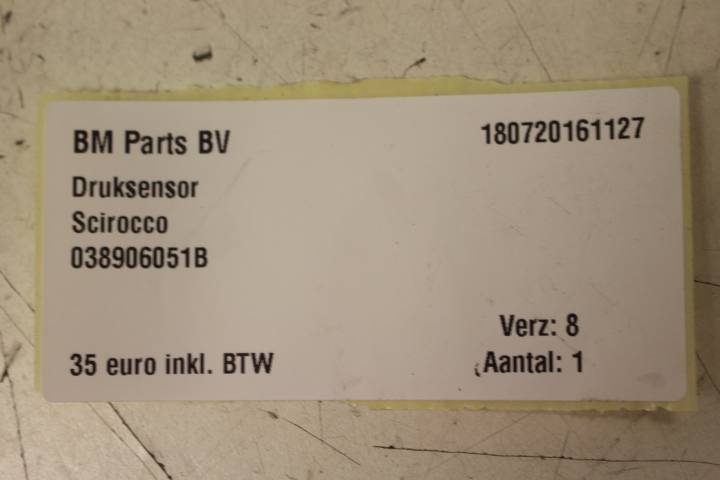 BM Parts BV
180720161127
Druksensor
Scirocco
038906051B
Verz: 8
35 euro inkl. BTW
Aantal: 1